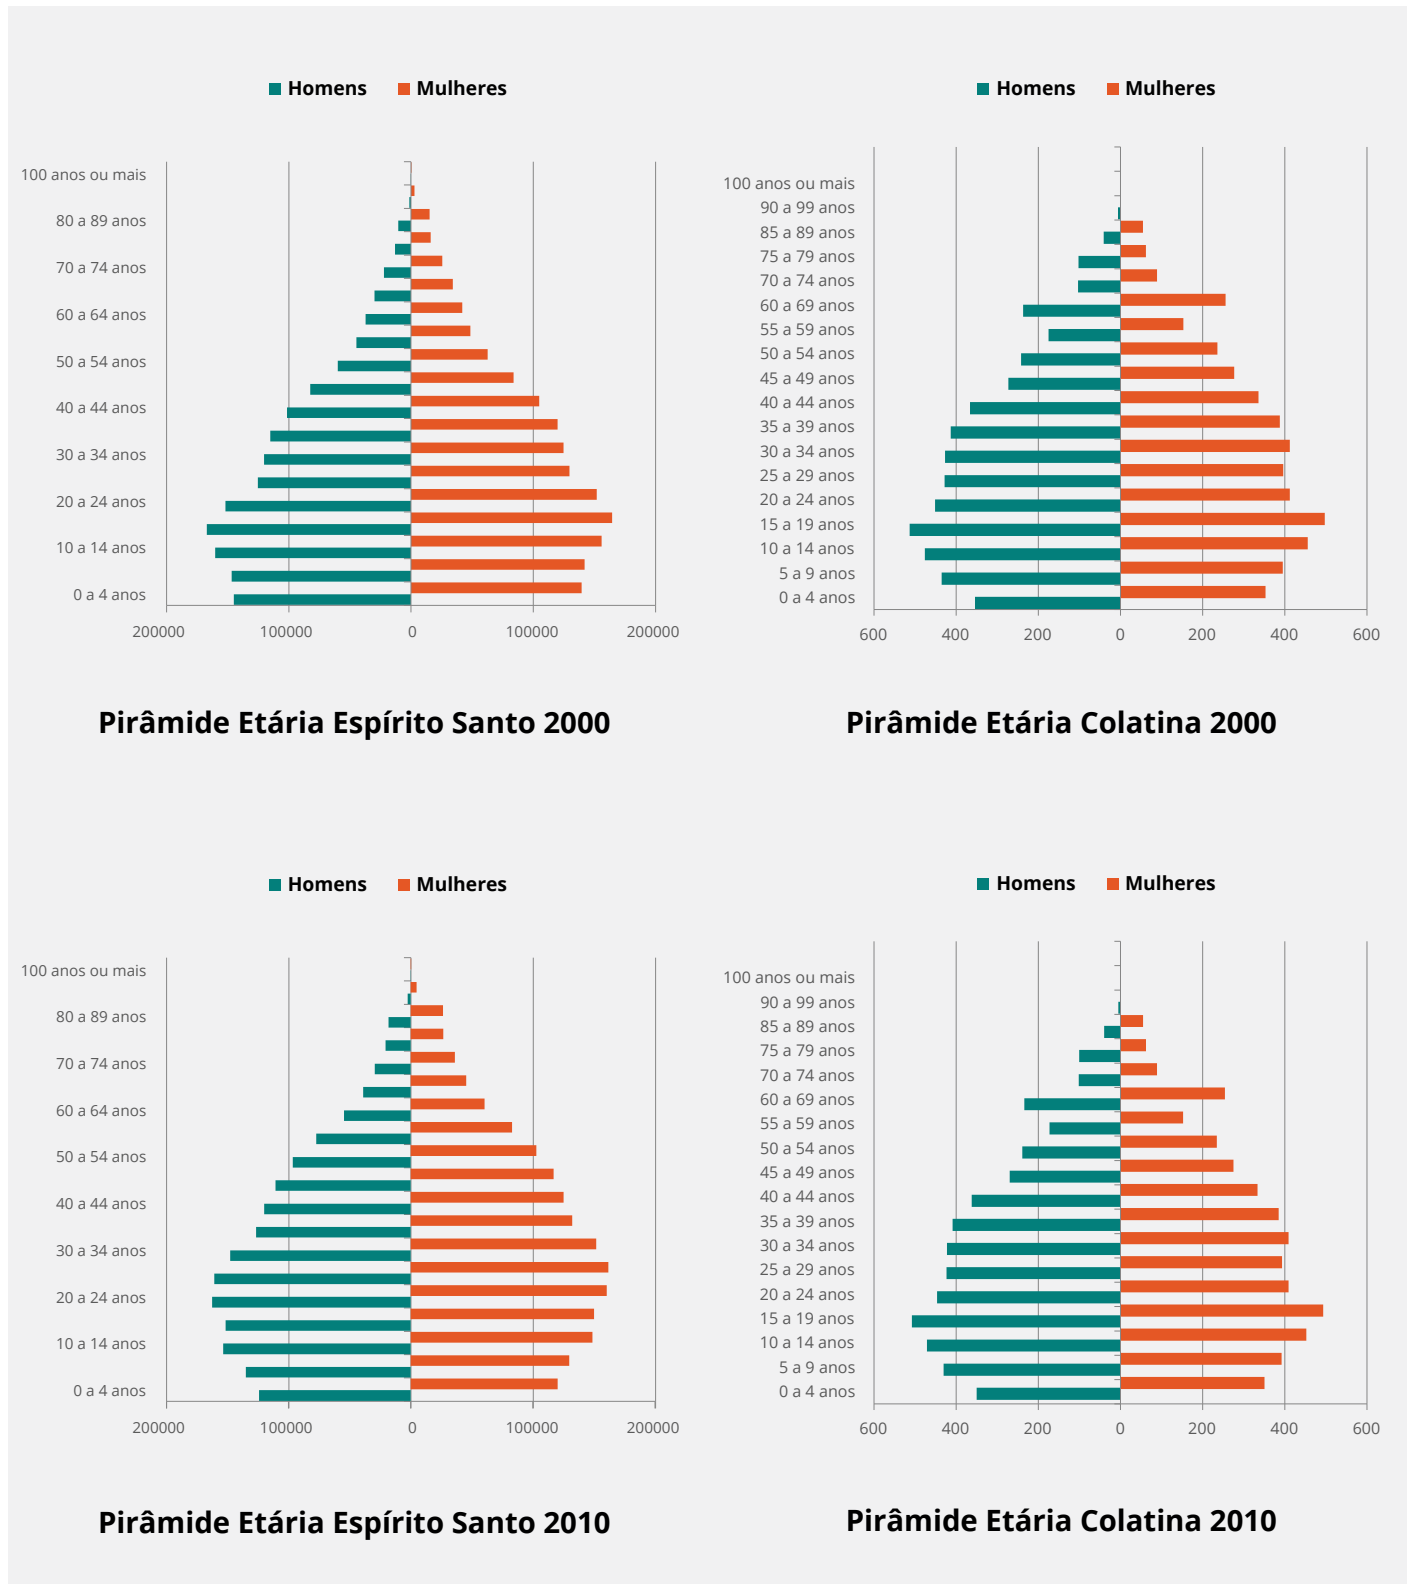 Homens Mulheres
100 anos ou mais
80 a 89 anos
70 a 74 anos
60 a 64 anos
50 a 54 anos
40 a 44 anos
30 a 34 anos
20 a 24 anos
10 a 14 anos
0 a 4 anos
200000 100000 0 100000 200000
Pirâmide Etária Espírito Santo 2000
Homens Mulheres
100 anos ou mais
90 a 99 anos
85 a 89 anos
75 a 79 anos
70 a 74 anos
60 a 69 anos
55 a 59 anos
50 a 54 anos
45 a 49 anos
40 a 44 anos
35 a 39 anos
30 a 34 anos
25 a 29 anos
20 a 24 anos
15 a 19 anos
10 a 14 anos
5 a 9 anos
0 a 4 anos
600 400 200 0 200 400 600
Pirâmide Etária Colatina 2000
Homens Mulheres
100 anos ou mais
80 a 89 anos
70 a 74 anos
60 a 64 anos
50 a 54 anos
40 a 44 anos
30 a 34 anos
20 a 24 anos
10 a 14 anos
0 a 4 anos
200000 100000 0 100000 200000
Pirâmide Etária Espírito Santo 2010
Homens Mulheres
100 anos ou mais
90 a 99 anos
85 a 89 anos
75 a 79 anos
70 a 74 anos
60 a 69 anos
55 a 59 anos
50 a 54 anos
45 a 49 anos
40 a 44 anos
35 a 39 anos
30 a 34 anos
25 a 29 anos
20 a 24 anos
15 a 19 anos
10 a 14 anos
5 a 9 anos
0 a 4 anos
600 400 200 0 200 400 600
Pirâmide Etária Colatina 2010